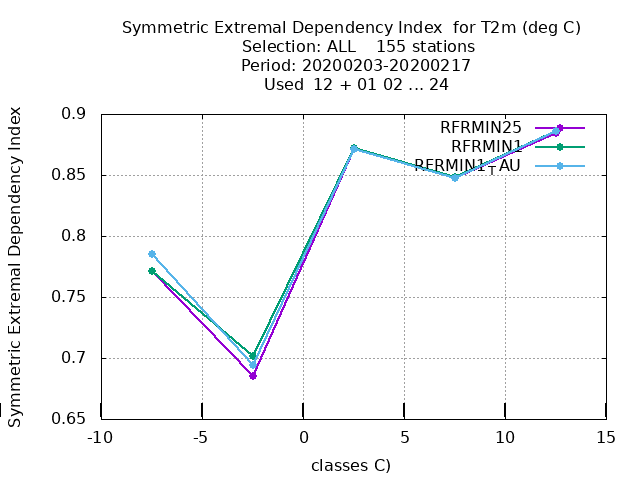 Symmetric Extremal Dependency Index  for T2m (deg C)
Selection: ALL    155 stations
Period: 20200203-20200217
Used  12 + 01 02 ... 24
Symmetric Extremal Dependency Index
0.9
0.85
0.8
0.75
0.7
0.65
RFRMIN25
RFRMIN1
RFRMIN1TAU
-10
-5
0
5
10
15
classes C)